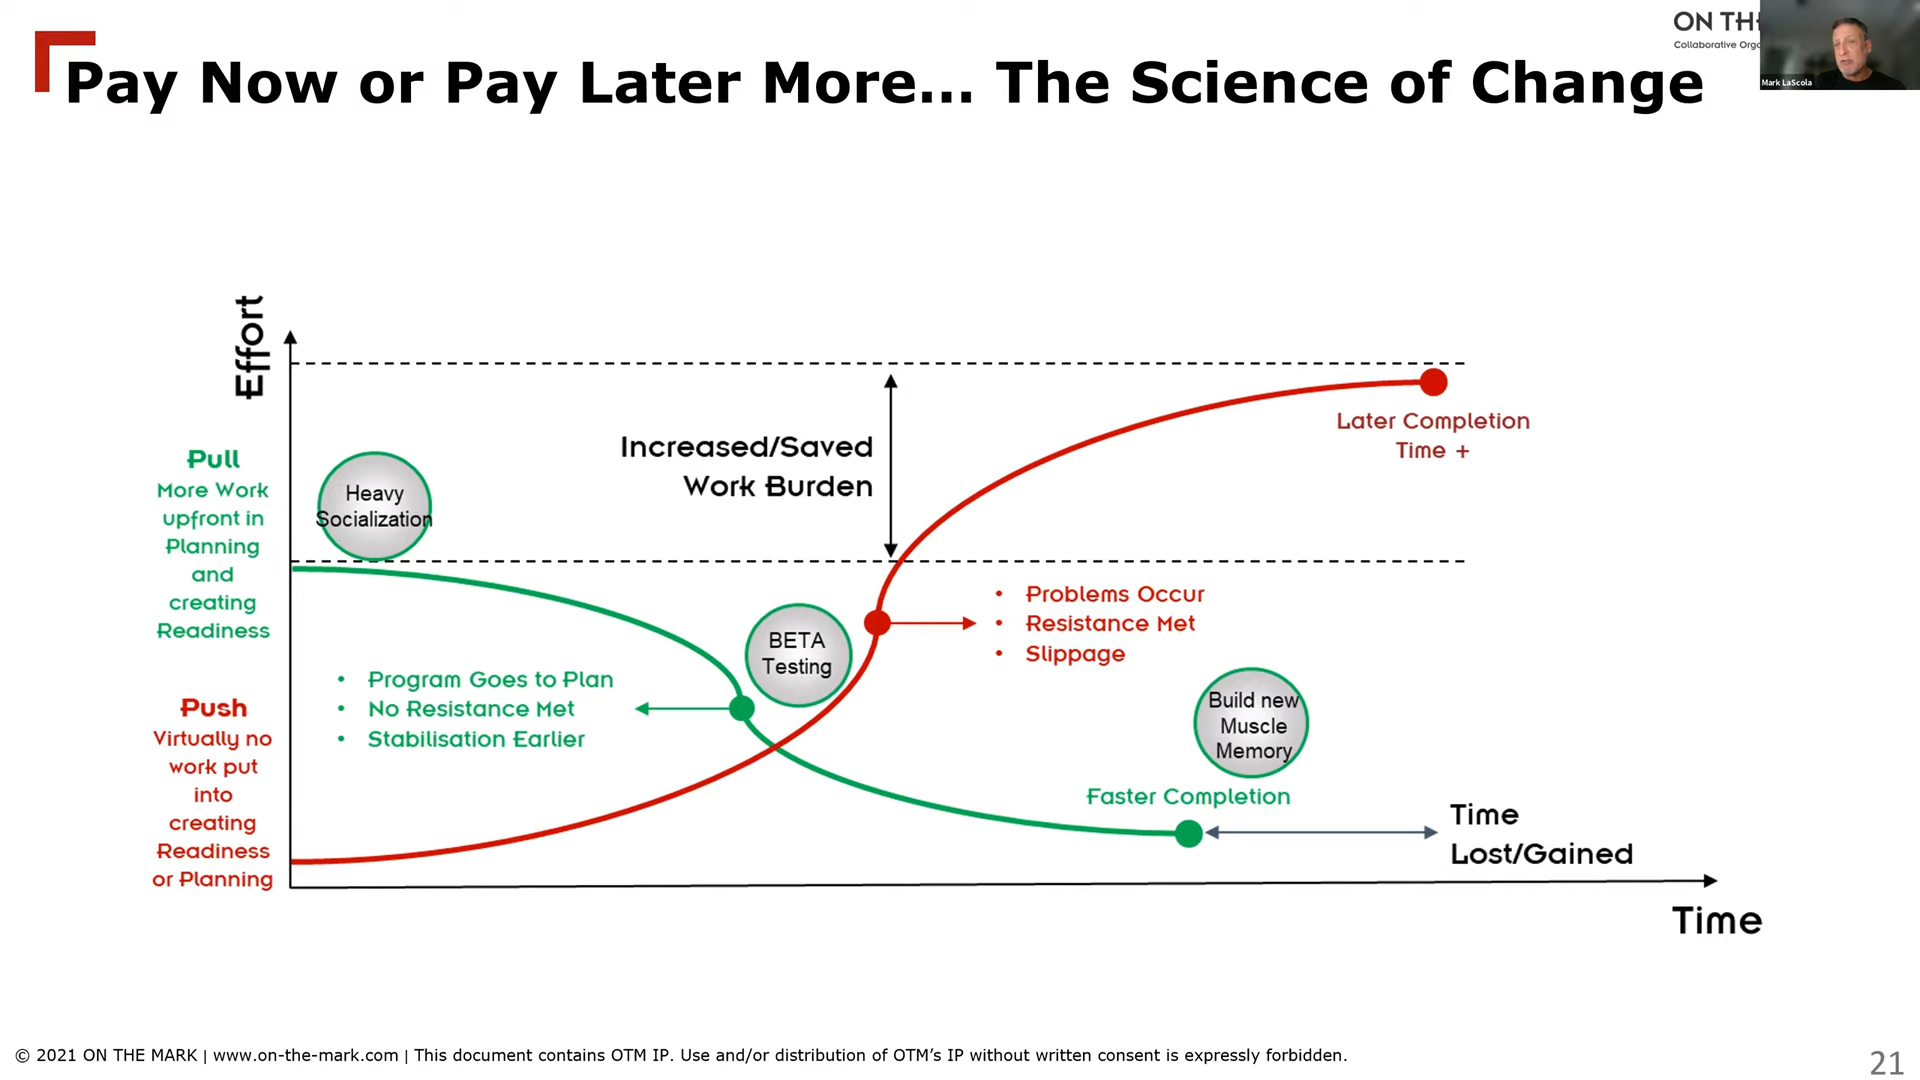 ON TH
Collaborative Orgo
Mark LaScola
Pay Now or Pay Later More... The Science of Change
Effort
Pull
More Work
upfront in
Planning
and
creating
Readiness
Push
Virtually no
work put
into
creating
Readiness
or Planning
Heavy
Socialization
Increased/Saved
Work Burden
Later Completion
Time +
BETA
Testing
• Problems Occur
• Resistance Met
• Slippage
• Program Goes to Plan
• No Resistance Met
• Stabilisation Earlier
Build new
Muscle
Memory
Faster Completion
Time
Lost/Gained
Time
© 2021 ON THE MARK | www.on-the-mark.com | This document contains OTM IP. Use and/or distribution of OTM's IP without written consent is expressly forbidden.
21